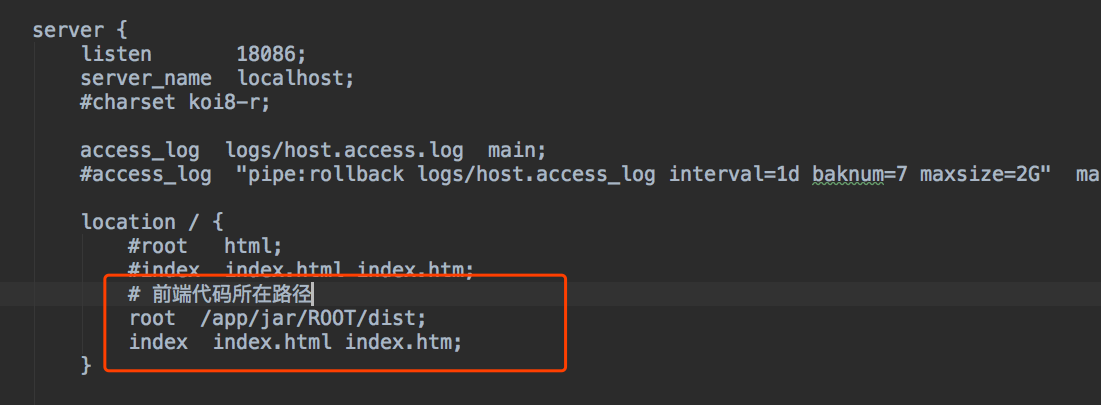 server {
listen 18086;
server_name localhost;
#charset koi8-r;
access_log logs/host.access.log main;
#access_log "pipe:rollback logs/host.access_log interval=1d baknum=7 maxsize=2G" ma
location / {
#root html;
#index index.html index.htm;
# 前端代码所在路径
root /app/jar/ROOT/dist;
index index.html index.htm;
}